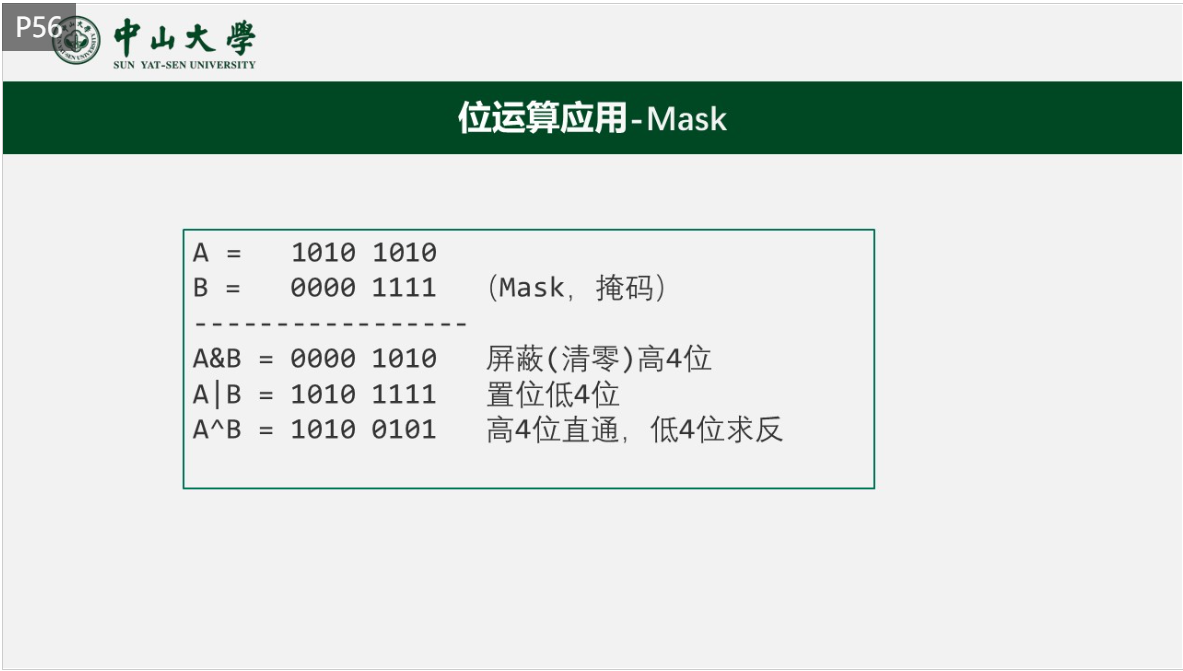 P56
中山大學
SUN YAT-SEN UNIVERSITY
位运算应用-Mask
A =   1010 1010
B =   0000 1111   （Mask，掩码）
-----------------
A&B = 0000 1010   屏蔽(清零)高4位
A|B = 1010 1111   置位低4位
A^B = 1010 0101   高4位直通，低4位求反